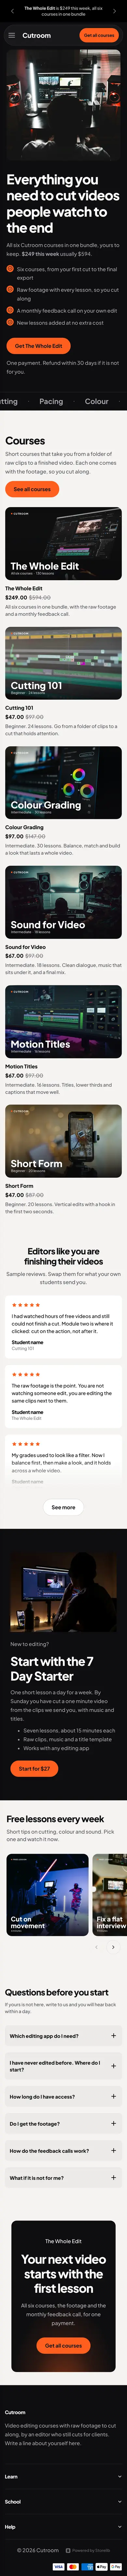 The Whole Edit is $249 this week, all six
courses in one bundle
Cutroom
Get all courses
Everything you
need to cut videos
people watch to
the end
All six Cutroom courses in one bundle, yours to
keep. $249 this week usually $594.
Six courses, from your first cut to the final
export
Raw footage with every lesson, so you cut
along
A monthly feedback call on your own edit
New lessons added at no extra cost
Get The Whole Edit
One payment. Refund within 30 days if it is not
for you.
Pacing
Colour
Courses
Short courses that take you from a folder of
raw clips to a finished video. Each one comes
with the footage, so you cut along.
See all courses
CUTROOM
The Whole Edit
The Whole Edit
$249.00 $594.00
All six courses in one bundle, with the raw footage
and a monthly feedback call.
CUTROOM
Cutting 101
Beginner · 24 lessons
Cutting 101
$47.00 $97.00
Beginner. 24 lessons. Go from a folder of clips to a
cut that holds attention.
CUTROOM
Colour Grading
Colour Grading
$97.00 $147.00
Intermediate. 30 lessons. Balance, match and build
a look that lasts a whole video.
CUTROOM
Sound for Video
Sound for Video
$67.00 $97.00
Intermediate. 18 lessons. Clean dialogue, music that
sits under it, and a final mix.
CUTROOM
Motion Titles
Motion Titles
$67.00 $97.00
Intermediate. 16 lessons. Titles, lower thirds and
captions that move well.
CUTROOM
Short Form
Short Form
$47.00 $87.00
Beginner. 20 lessons. Vertical edits with a hook in
the first two seconds.
Editors like you are
finishing their videos
Sample reviews. Swap them for what your own
students send you.
I had watched hours of free videos and still
could not finish a cut. Module two is where it
clicked: cut on the action, not after it.
Student name
Cutting 101
The raw footage is the point. You are not
watching someone edit, you are editing the
same clips next to them.
Student name
The Whole Edit
My grades used to look like a filter. Now I
balance first, then make a look, and it holds
across a whole video.
Student name
See more
New to editing?
Start with the 7
Day Starter
One short lesson a day for a week. By
Sunday you have cut a one minute video
from the clips we send you, with music and
titles.
Seven lessons, about 15 minutes each
Raw clips, music and a title template
Works with any editing app
Start for $27
Free lessons every week
Short tips on cutting, colour and sound. Pick
one and watch it now.
Cut on
movement
Fix a flat
interview
Questions before you start
If yours is not here, write to us and you will hear back
within a day.
Which editing app do I need?
I have never edited before. Where do I
start?
How long do I have access?
Do I get the footage?
How do the feedback calls work?
What if it is not for me?
The Whole Edit
Your next video
starts with the
first lesson
All six courses, the footage and the
monthly feedback call, for one
payment.
Get all courses
Cutroom
Video editing courses with raw footage to cut
along, by an editor who still cuts for clients.
Write a line about yourself here.
Learn
School
Help
© 2026 Cutroom